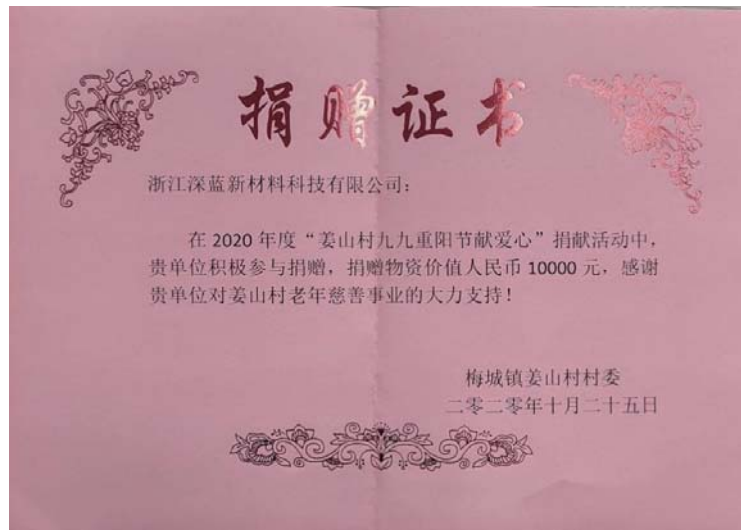 捐赠证书
浙江深蓝新材料科技有限公司：
在 2020 年度“姜山村九九重阳节献爱心”捐献活动中，
贵单位积极参与捐赠，捐赠物资价值人民币 10000 元，感谢
贵单位对姜山村老年慈善事业的大力支持！
梅城镇姜山村村委
二零二零年十月二十五日